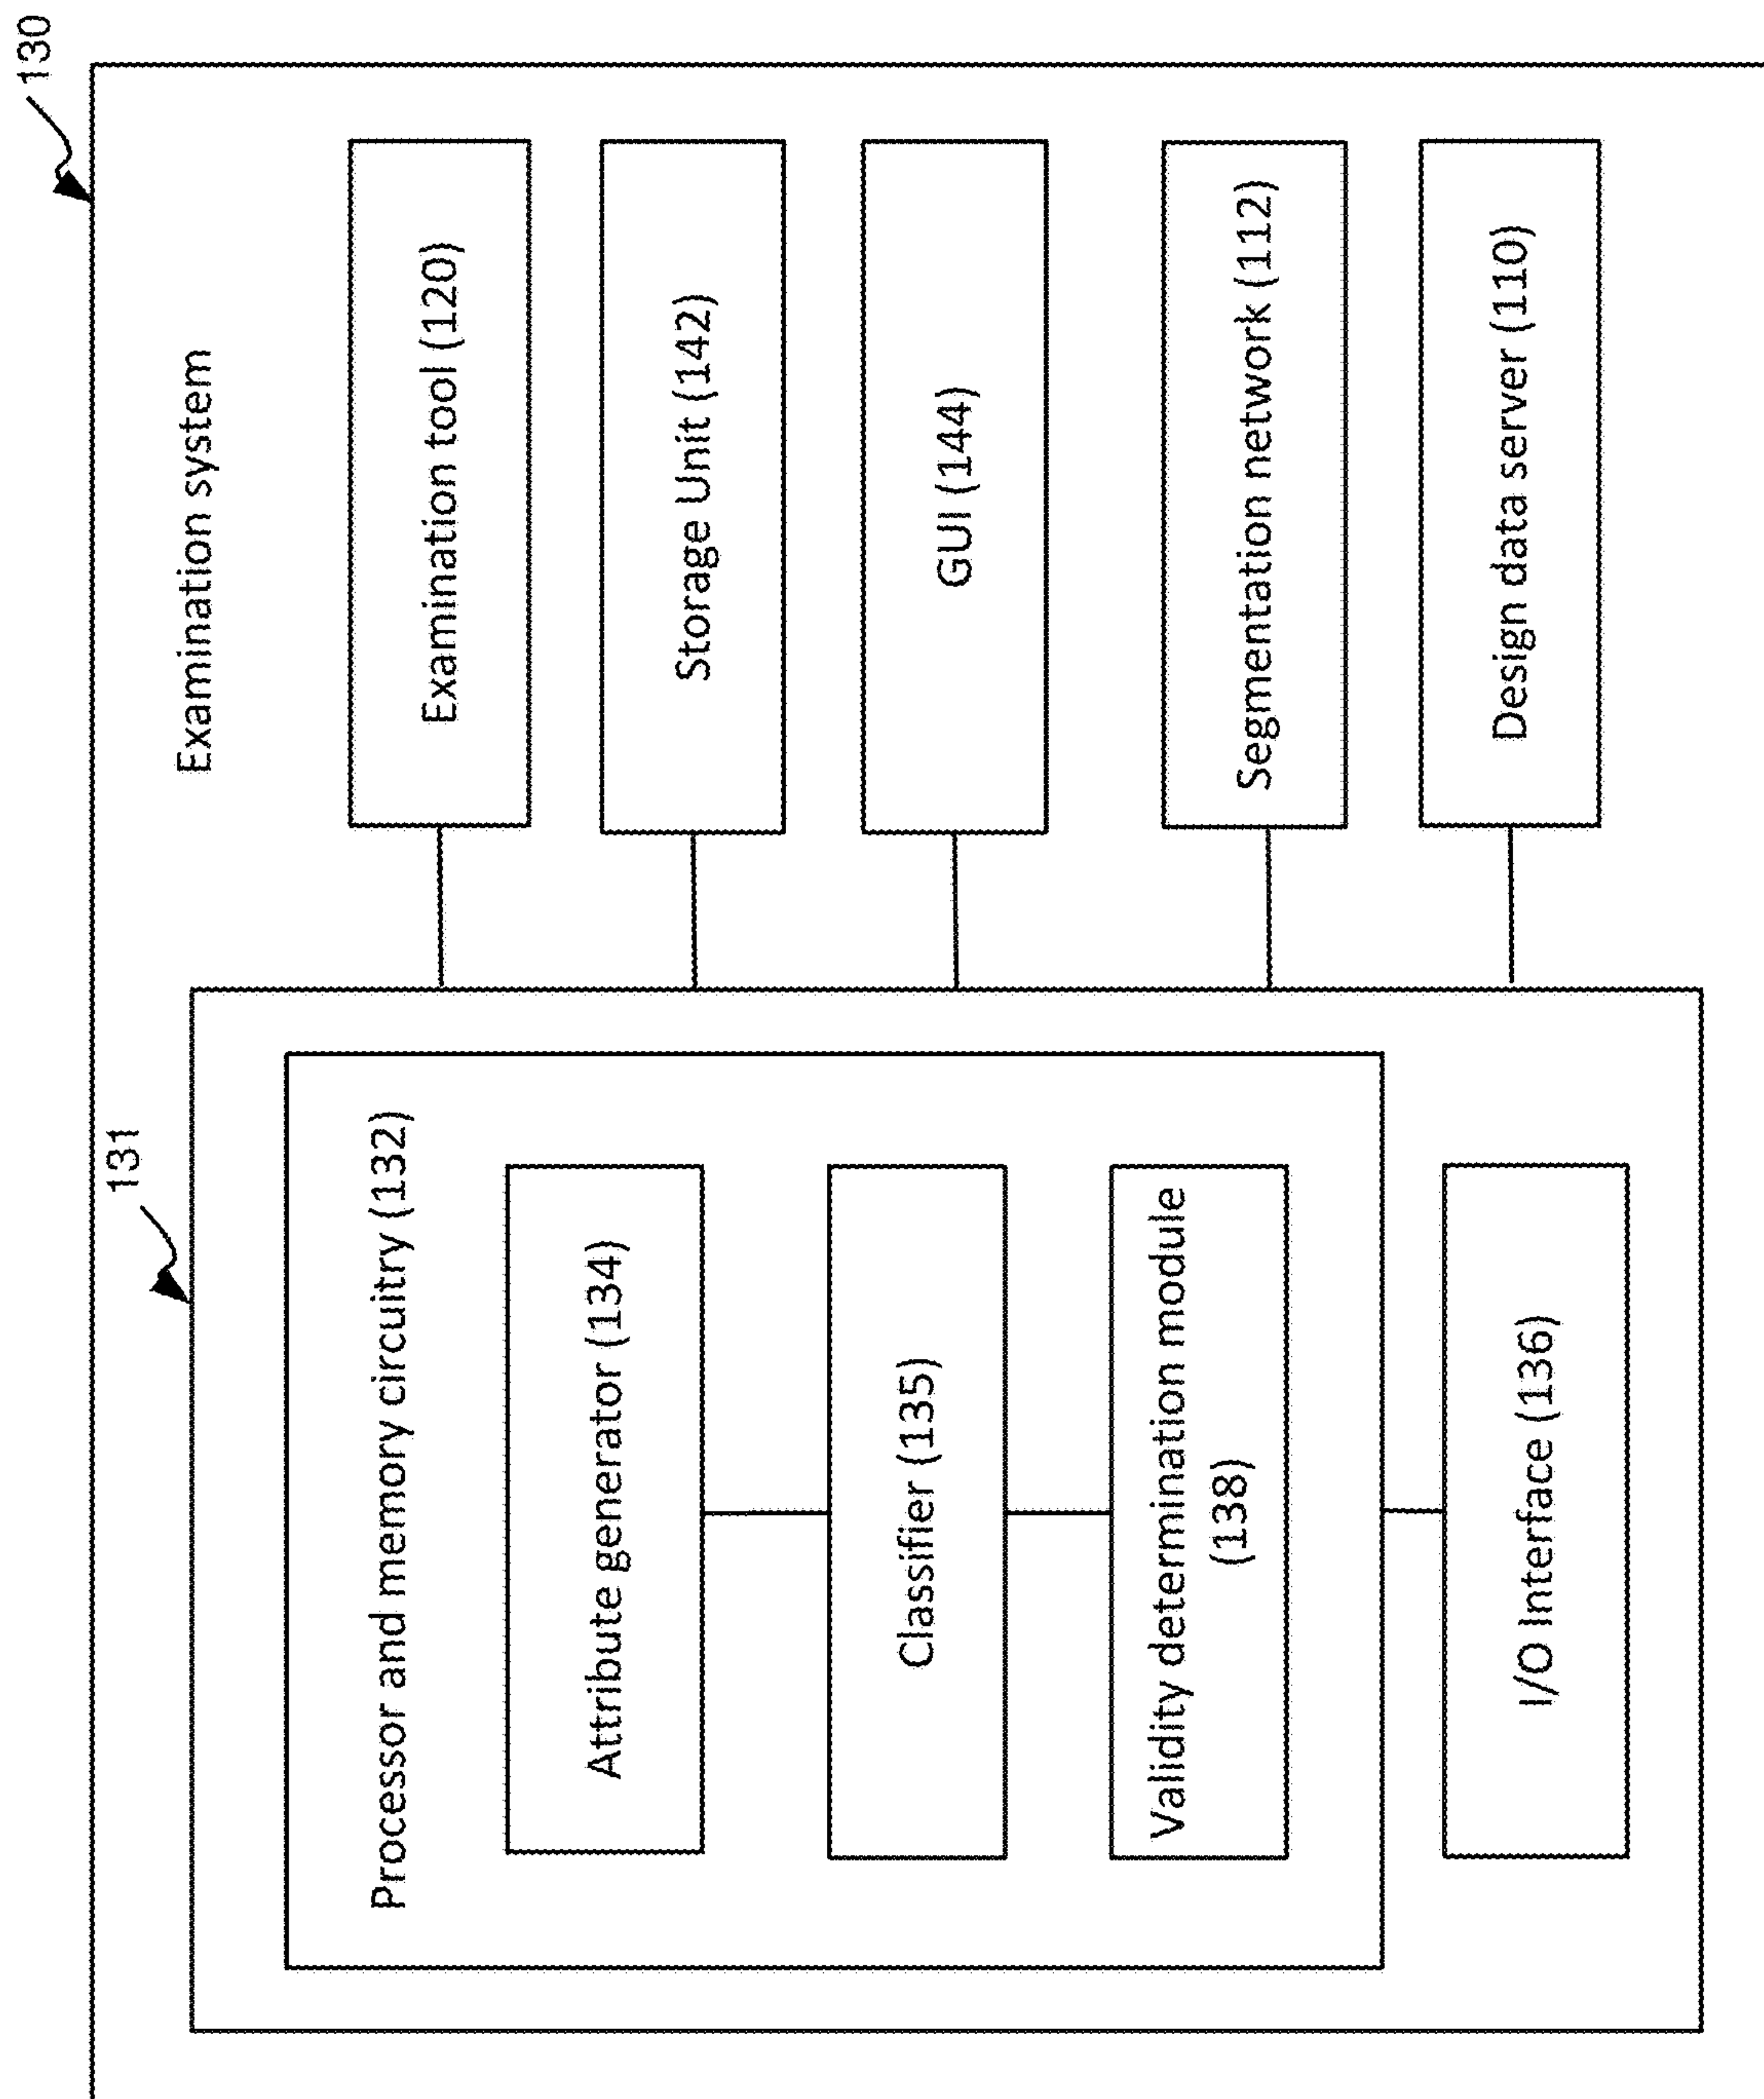 130
Examination system
131
Processor and memory circuitry (132)
Attribute generator (134)
Classifier (135)
Validity determination module
(138)
I/O Interface (136)
Examination tool (120)
Storage Unit (142)
GUI (144)
Segmentation network (112)
Design data server (110)